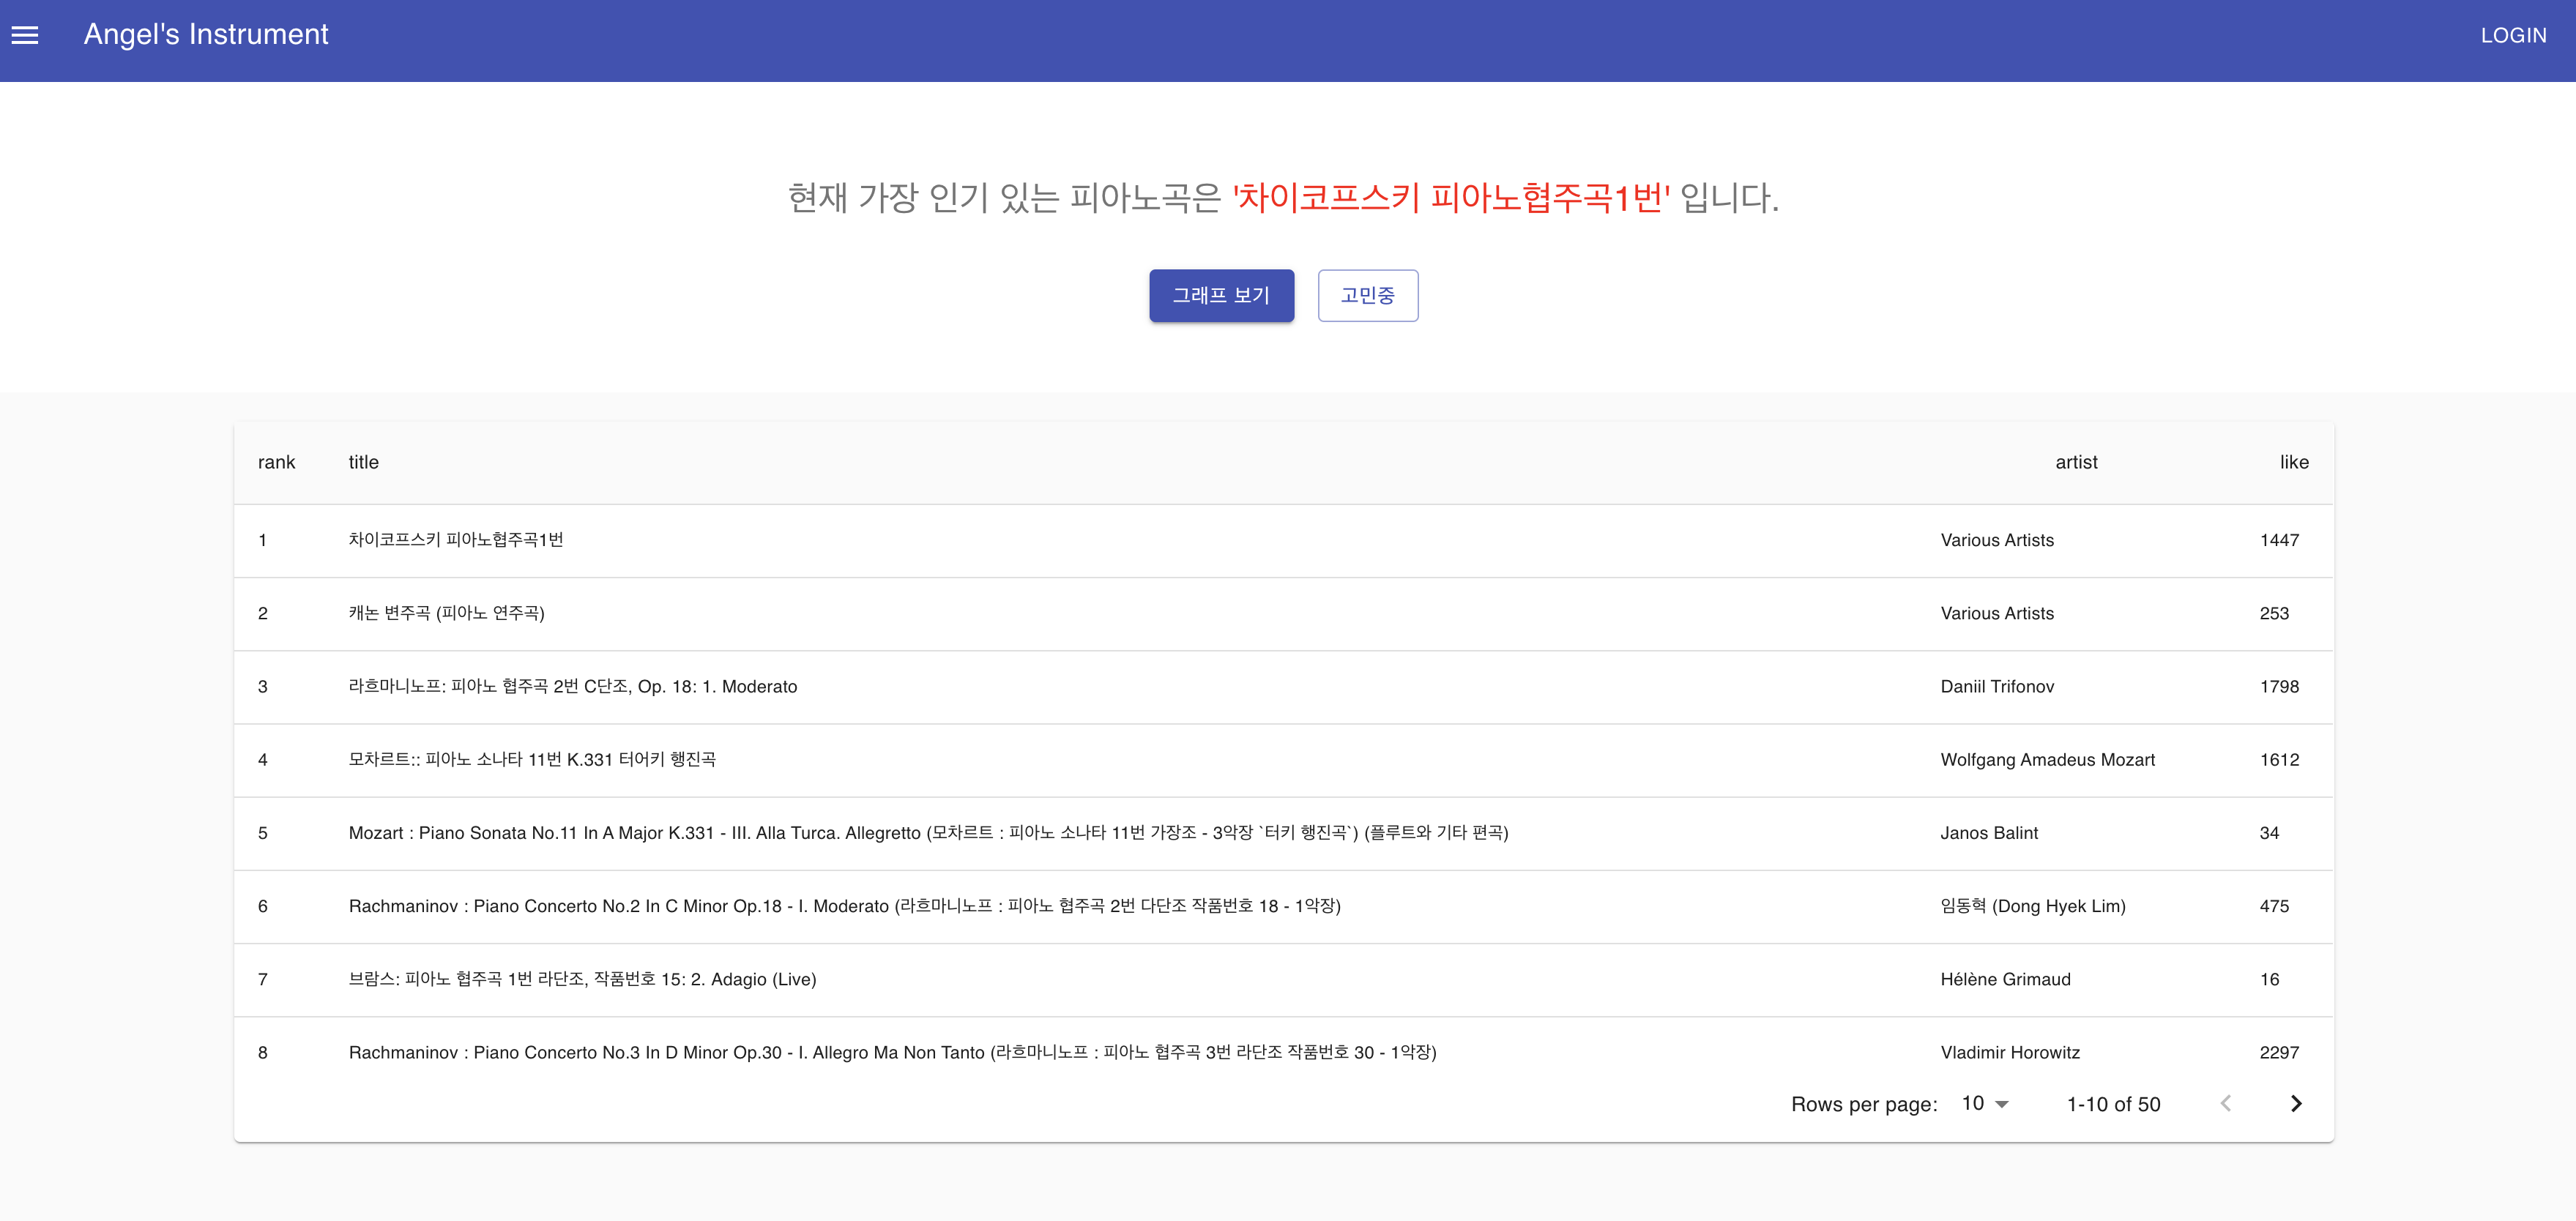 Angel's Instrument LOGIN
현재 가장 인기 있는 피아노곡은 '차이코프스키 피아노협주곡1번' 입니다.
그래프 보기 고민중
rank title artist like
1 차이코프스키 피아노협주곡1번 Various Artists 1447
2 캐논 변주곡 (피아노 연주곡) Various Artists 253
3 라흐마니노프: 피아노 협주곡 2번 C단조, Op. 18: 1. Moderato Daniil Trifonov 1798
4 모차르트:: 피아노 소나타 11번 K.331 터어키 행진곡 Wolfgang Amadeus Mozart 1612
5 Mozart : Piano Sonata No.11 In A Major K.331 - III. Alla Turca. Allegretto (모차르트 : 피아노 소나타 11번 가장조 - 3악장 `터키 행진곡`) (플루트와 기타 편곡) Janos Balint 34
6 Rachmaninov : Piano Concerto No.2 In C Minor Op.18 - I. Moderato (라흐마니노프 : 피아노 협주곡 2번 다단조 작품번호 18 - 1악장) 임동혁 (Dong Hyek Lim) 475
7 브람스: 피아노 협주곡 1번 라단조, 작품번호 15: 2. Adagio (Live) Hélène Grimaud 16
8 Rachmaninov : Piano Concerto No.3 In D Minor Op.30 - I. Allegro Ma Non Tanto (라흐마니노프 : 피아노 협주곡 3번 라단조 작품번호 30 - 1악장) Vladimir Horowitz 2297
Rows per page: 10 1-10 of 50